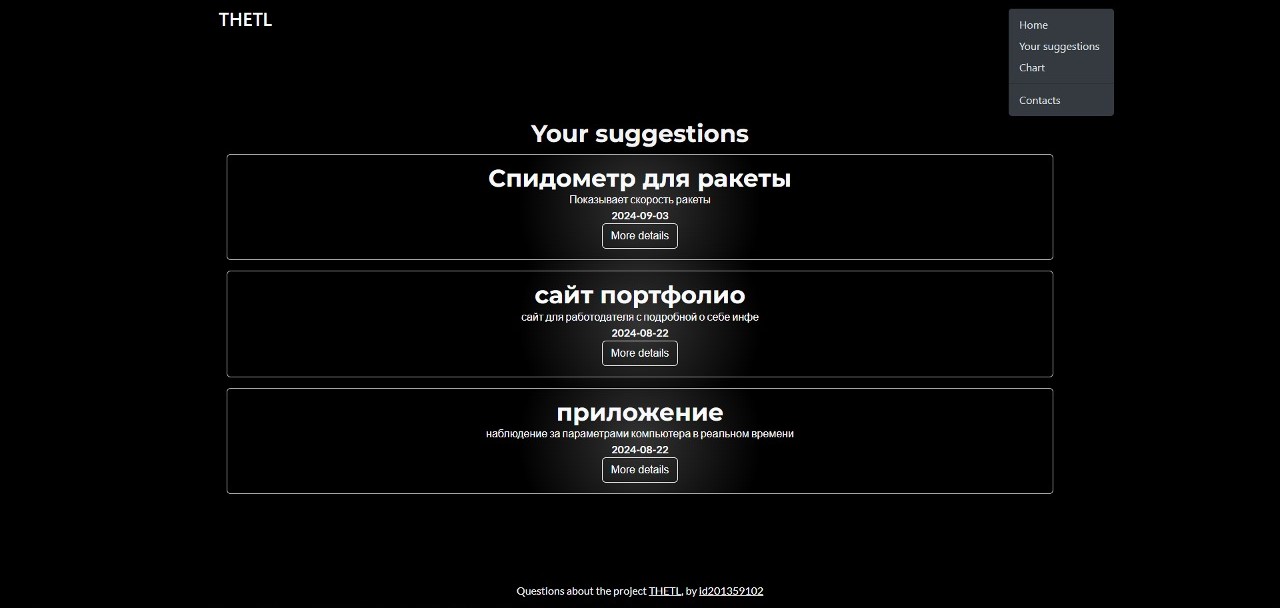 THETL
Home
Your suggestions
Chart
Contacts
Your suggestions
Спидометр для ракеты
Показывает скорость ракеты
2024-09-03
More details
сайт портфолио
сайт для работодателя с подробной о себе инфе
2024-08-22
More details
приложение
наблюдение за параметрами компьютера в реальном времени
2024-08-22
More details
Questions about the project THETL, by id201359102